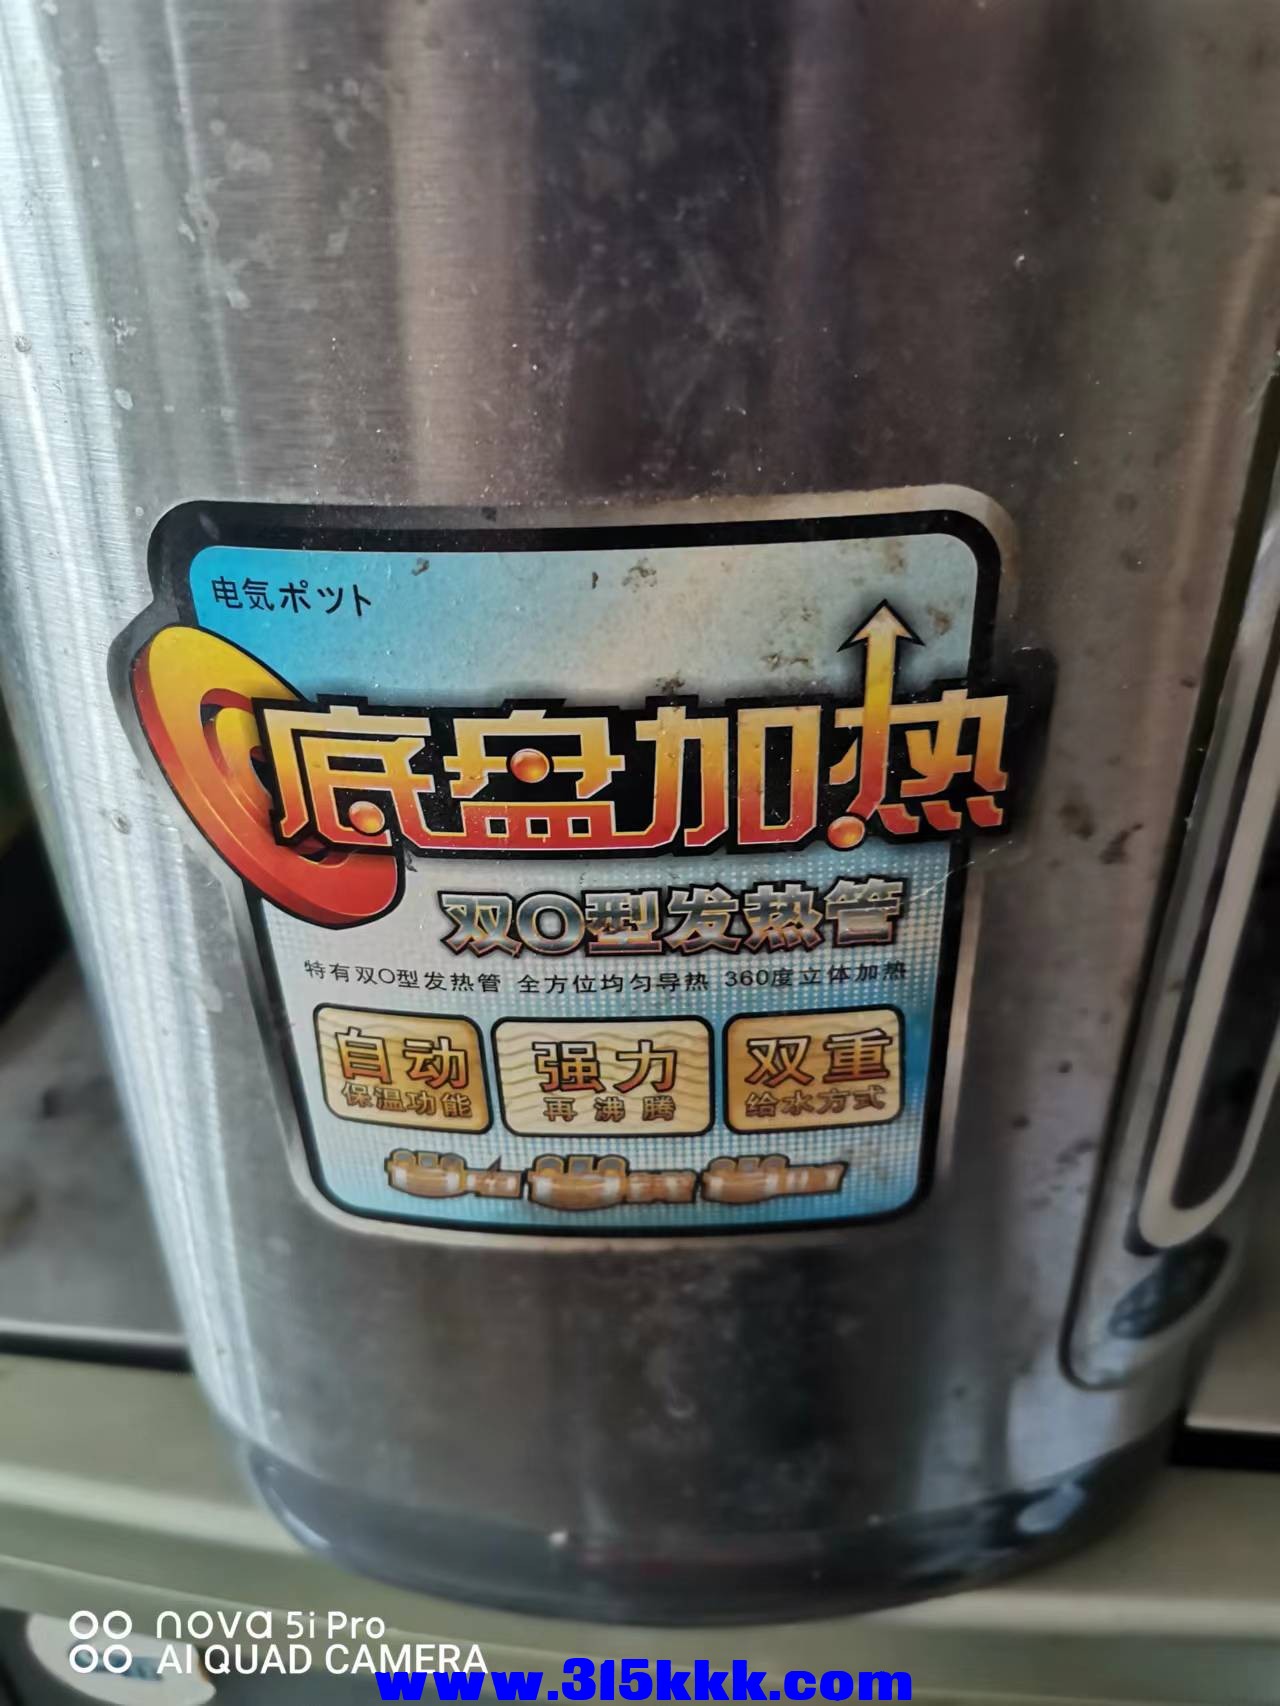 电気ポット
底盘加热
双O型发热管
特有双O型发热管 全方位均匀导热 360度立体加热
自动
保温功能
强力
再沸腾
双重
给水方式
nova 5i Pro
AI QUAD CAMERA
www.315kkk.com